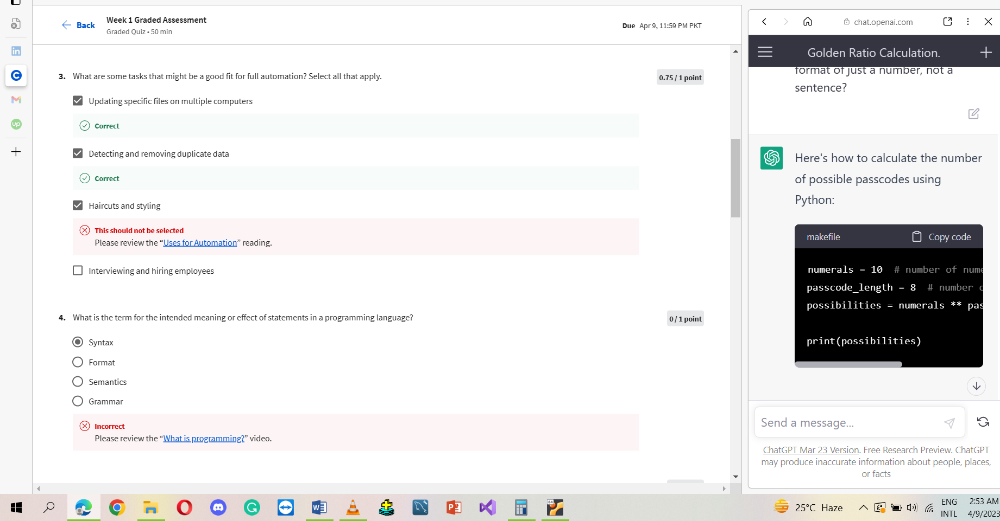 Back
Week 1 Graded Assessment
Graded Quiz • 50 min
Due Apr 9, 11:59 PM PKT
3. What are some tasks that might be a good fit for full automation? Select all that apply.
0.75 / 1 point
Updating specific files on multiple computers
Correct
Detecting and removing duplicate data
Correct
Haircuts and styling
This should not be selected
Please review the “Uses for Automation” reading.
Interviewing and hiring employees
4. What is the term for the intended meaning or effect of statements in a programming language?
0 / 1 point
Syntax
Format
Semantics
Grammar
Incorrect
Please review the “What is programming?” video.
chat.openai.com
Golden Ratio Calculation.
format of just a number, not a
sentence?
Here's how to calculate the number
of possible passcodes using
Python:
makefile
Copy code
numerals = 10 # number of nume
passcode_length = 8 # number
possibilities = numerals ** pas
print(possibilities)
Send a message...
ChatGPT Mar 23 Version. Free Research Preview. ChatGPT
may produce inaccurate information about people, places,
or facts
in
up
64
25°C Haze
ENG
INTL
2:53 AM
4/9/2023